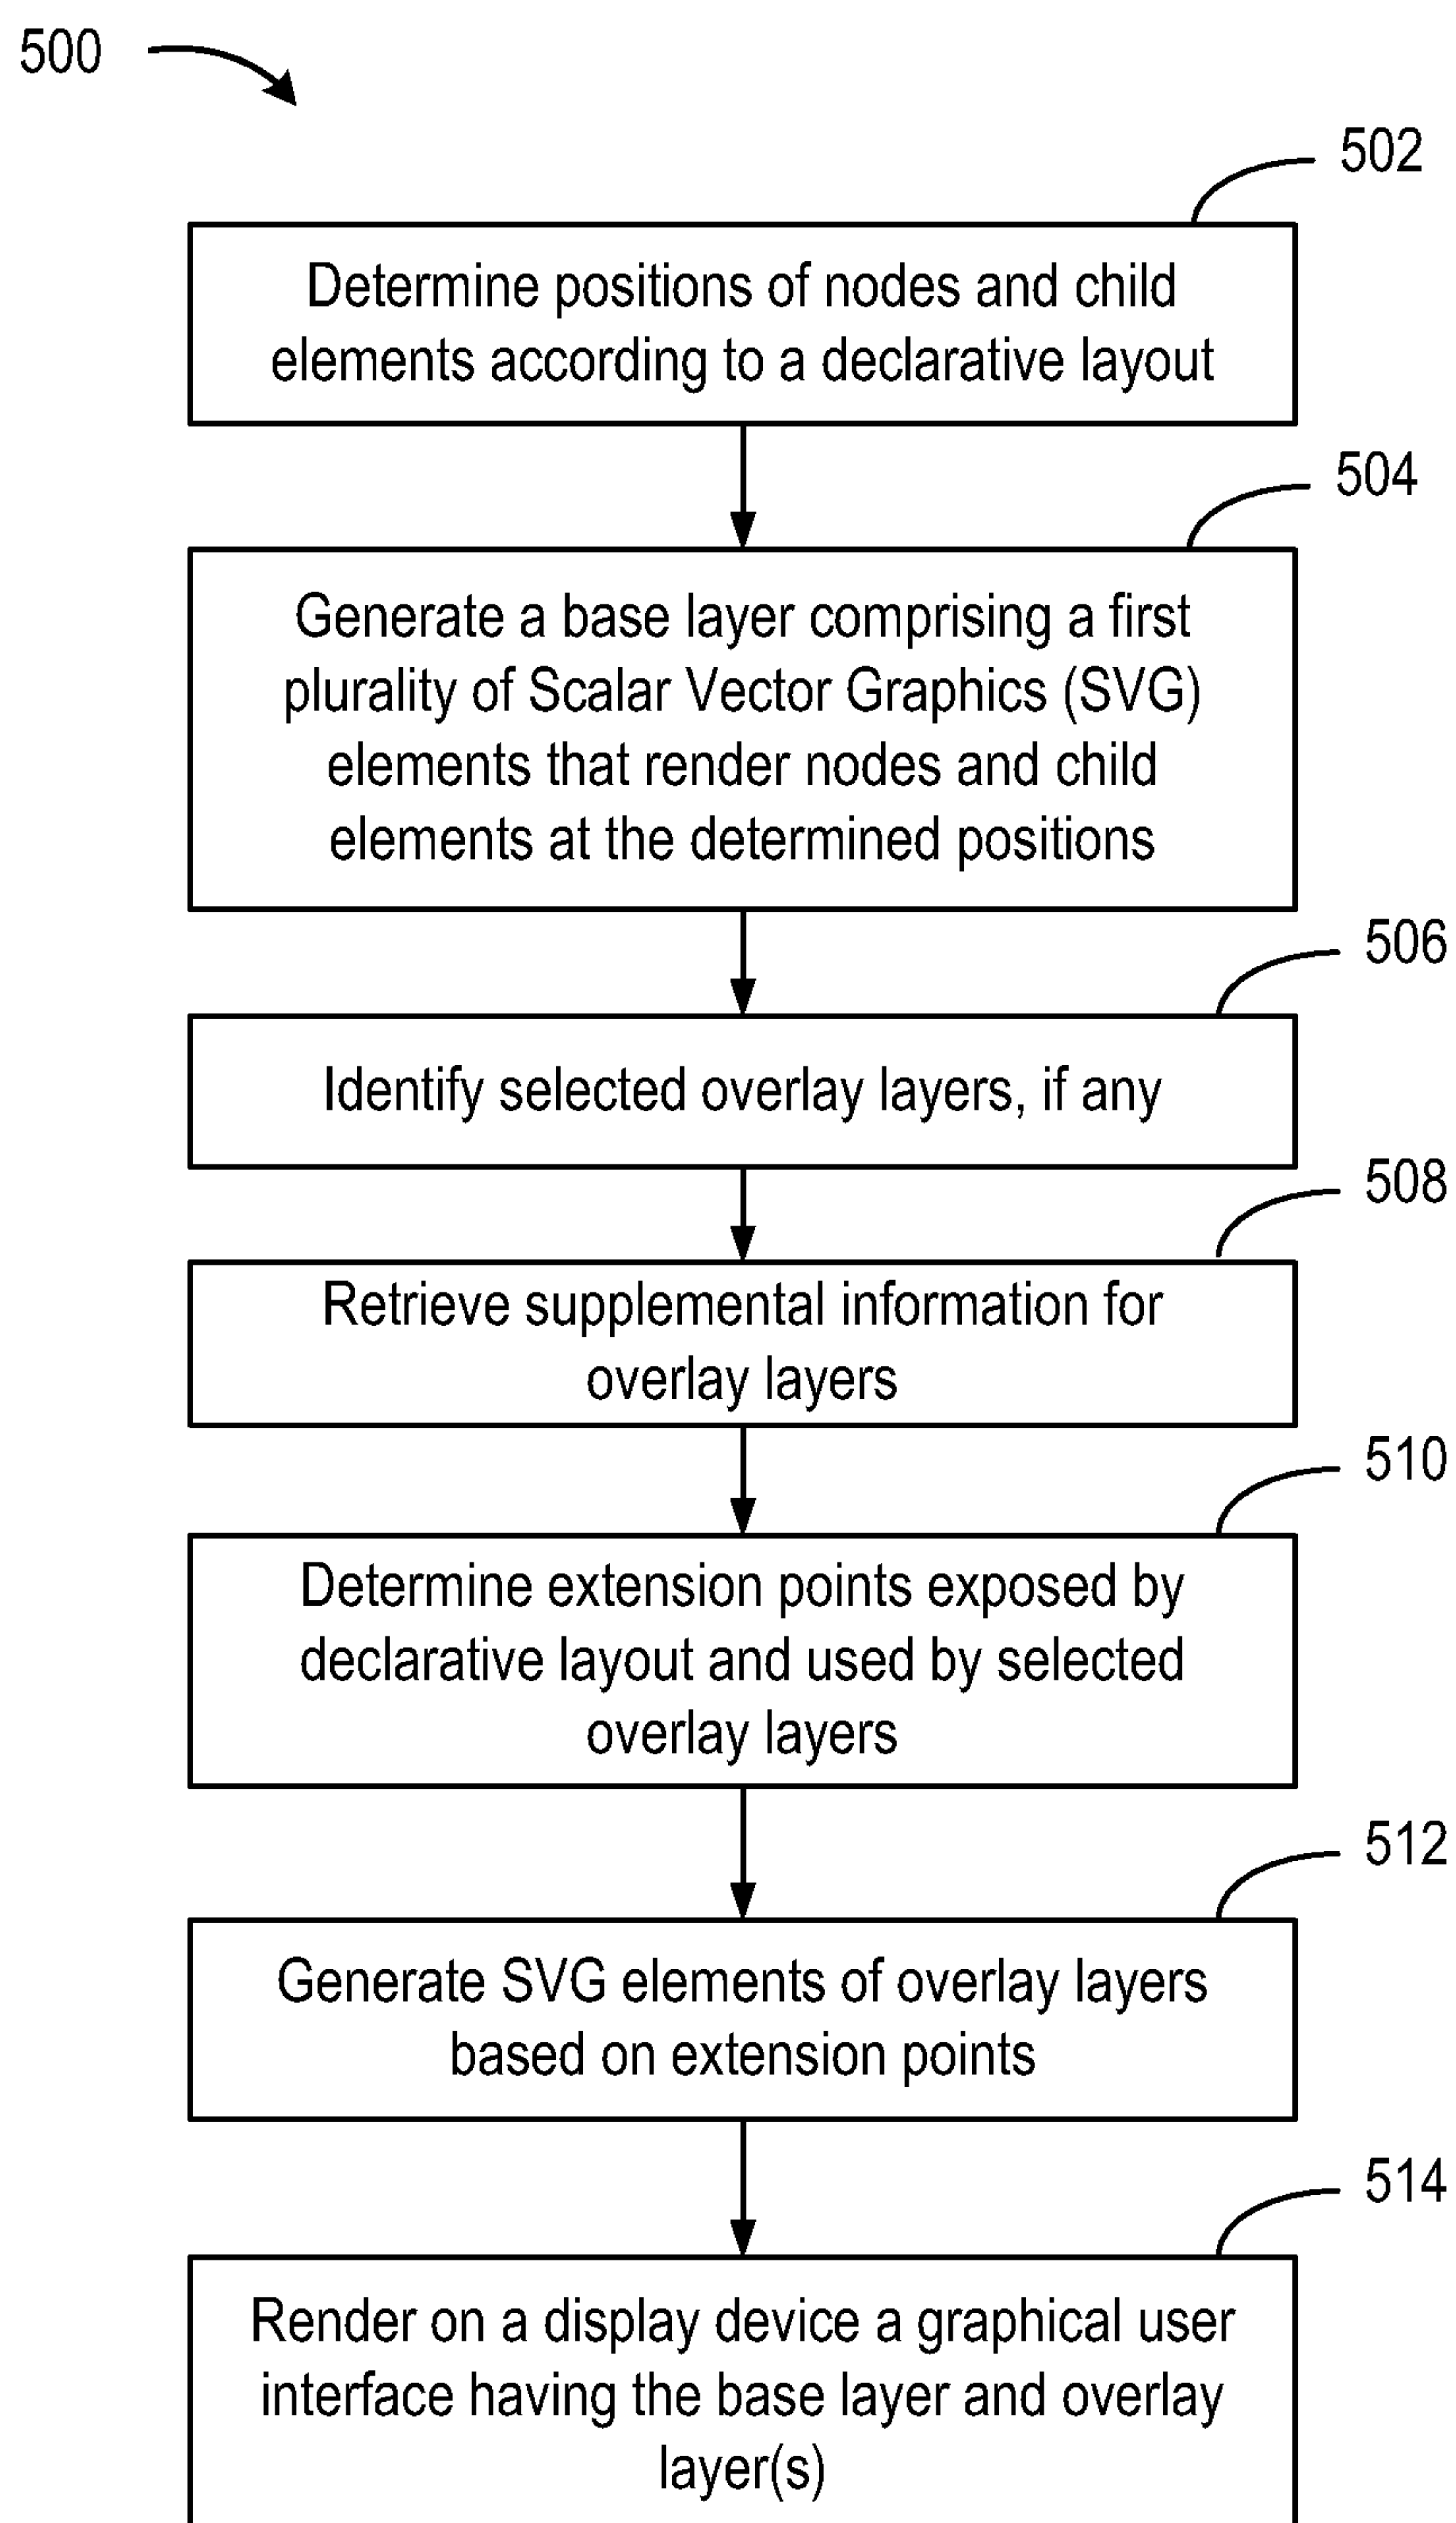 500
502
Determine positions of nodes and child
elements according to a declarative layout
504
Generate a base layer comprising a first
plurality of Scalar Vector Graphics (SVG)
elements that render nodes and child
elements at the determined positions
506
Identify selected overlay layers, if any
508
Retrieve supplemental information for
overlay layers
510
Determine extension points exposed by
declarative layout and used by selected
overlay layers
512
Generate SVG elements of overlay layers
based on extension points
514
Render on a display device a graphical user
interface having the base layer and overlay
layer(s)